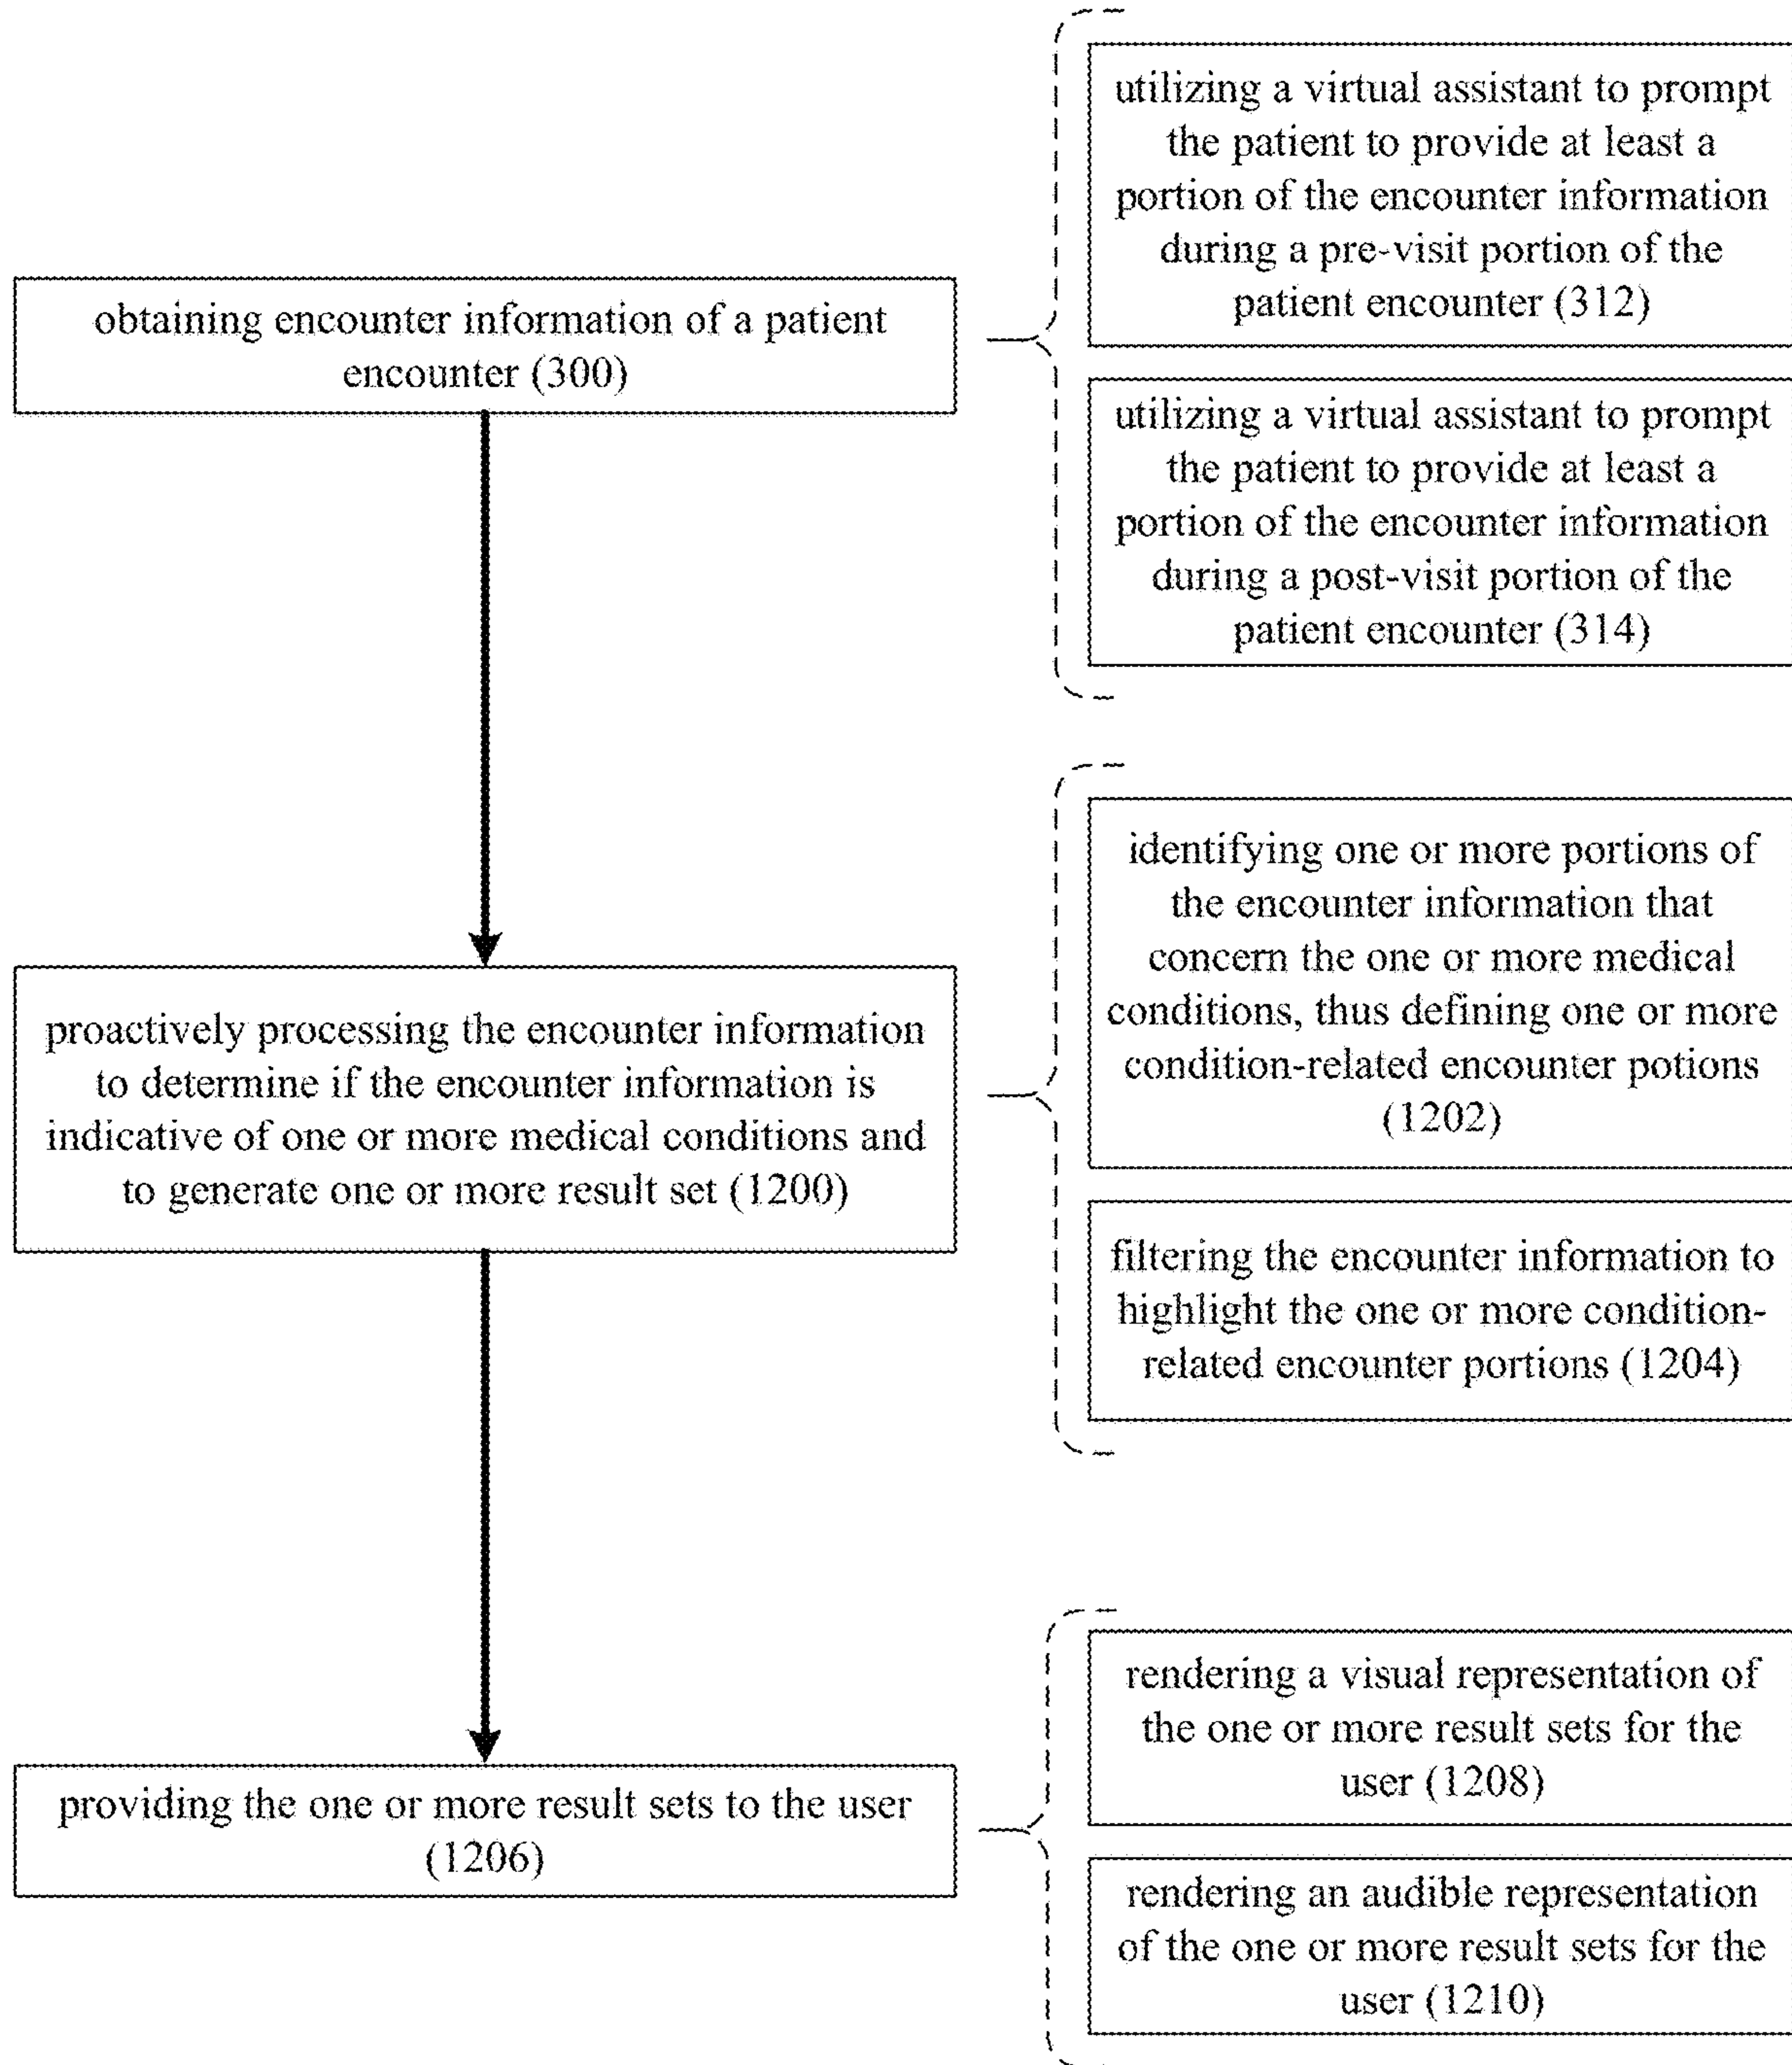 obtaining encounter information of a patient
encounter (300)
utilizing a virtual assistant to prompt
the patient to provide at least a
portion of the encounter information
during a pre-visit portion of the
patient encounter (312)
utilizing a virtual assistant to prompt
the patient to provide at least a
portion of the encounter information
during a post-visit portion of the
patient encounter (314)
proactively processing the encounter information
to determine if the encounter information is
indicative of one or more medical conditions and
to generate one or more result set (1200)
identifying one or more portions of
the encounter information that
concern the one or more medical
conditions, thus defining one or more
condition-related encounter potions
(1202)
filtering the encounter information to
highlight the one or more condition-
related encounter portions (1204)
providing the one or more result sets to the user
(1206)
rendering a visual representation of
the one or more result sets for the
user (1208)
rendering an audible representation
of the one or more result sets for the
user (1210)